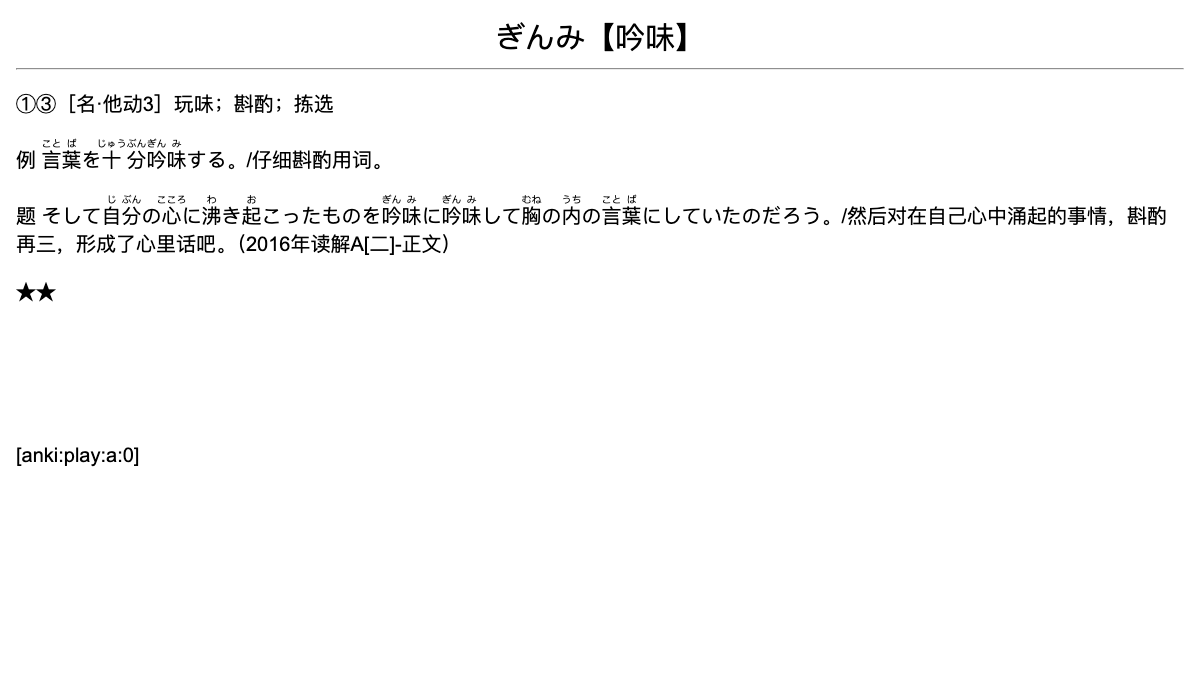 ぎんみ【吟味】
①③［名·他动3］玩味；斟酌；拣选
例 言葉を十分吟味する。/仔细斟酌用词。
题 そして自分の心に沸き起こったものを吟味に吟味して胸の内の言葉にしていたのだろう。/然后对在自己心中涌起的事情，斟酌
再三，形成了心里话吧。（2016年读解A[二]-正文）
★★
[anki:play:a:0]